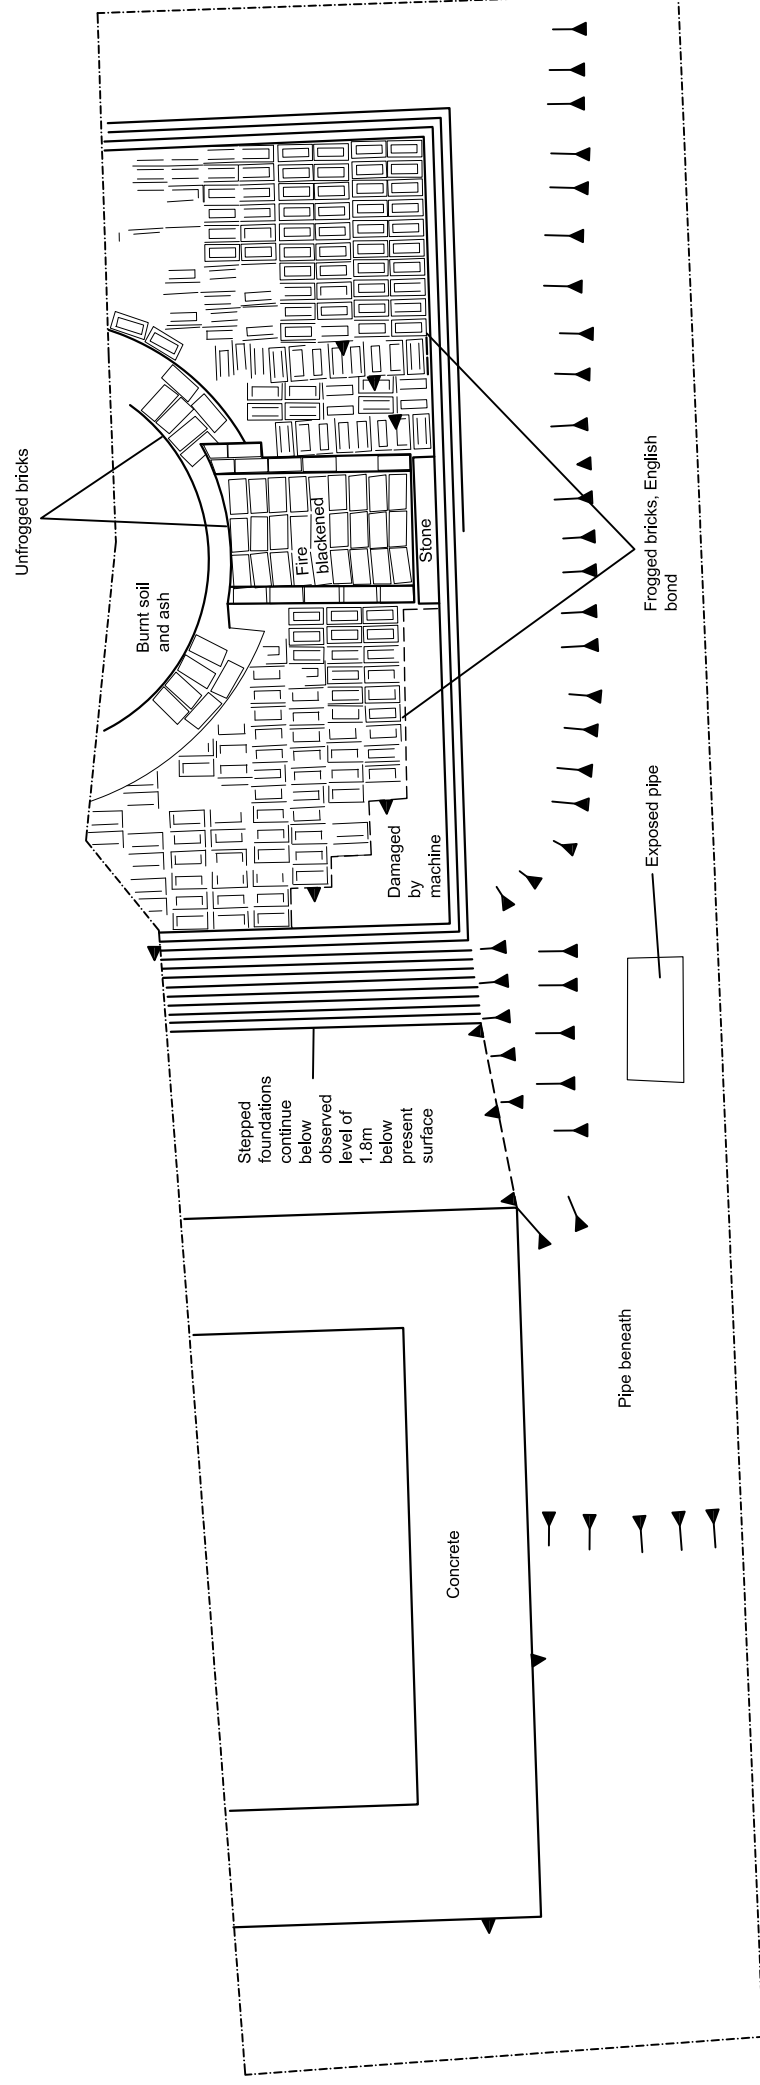 Unfrogged bricks
Burnt soil
and ash
Fire
blackened
Stone
Frogged bricks, English
bond
Damaged
by
machine
Exposed pipe
Stepped
foundations
continue
below
observed
level of
1.8m
below
present
surface
Pipe beneath
Concrete